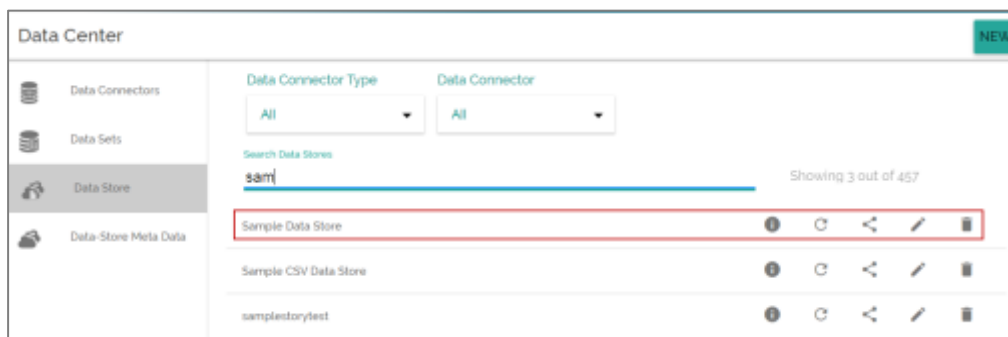 Data Center
NEW
Data Connectors
Data Sets
Data Store
Data-Store Meta Data
Data Connector Type
Data Connector
All
All
Search Data Stores
sam
Showing 3 out of 457
Sample Data Store
Sample CSV Data Store
samplestorytest